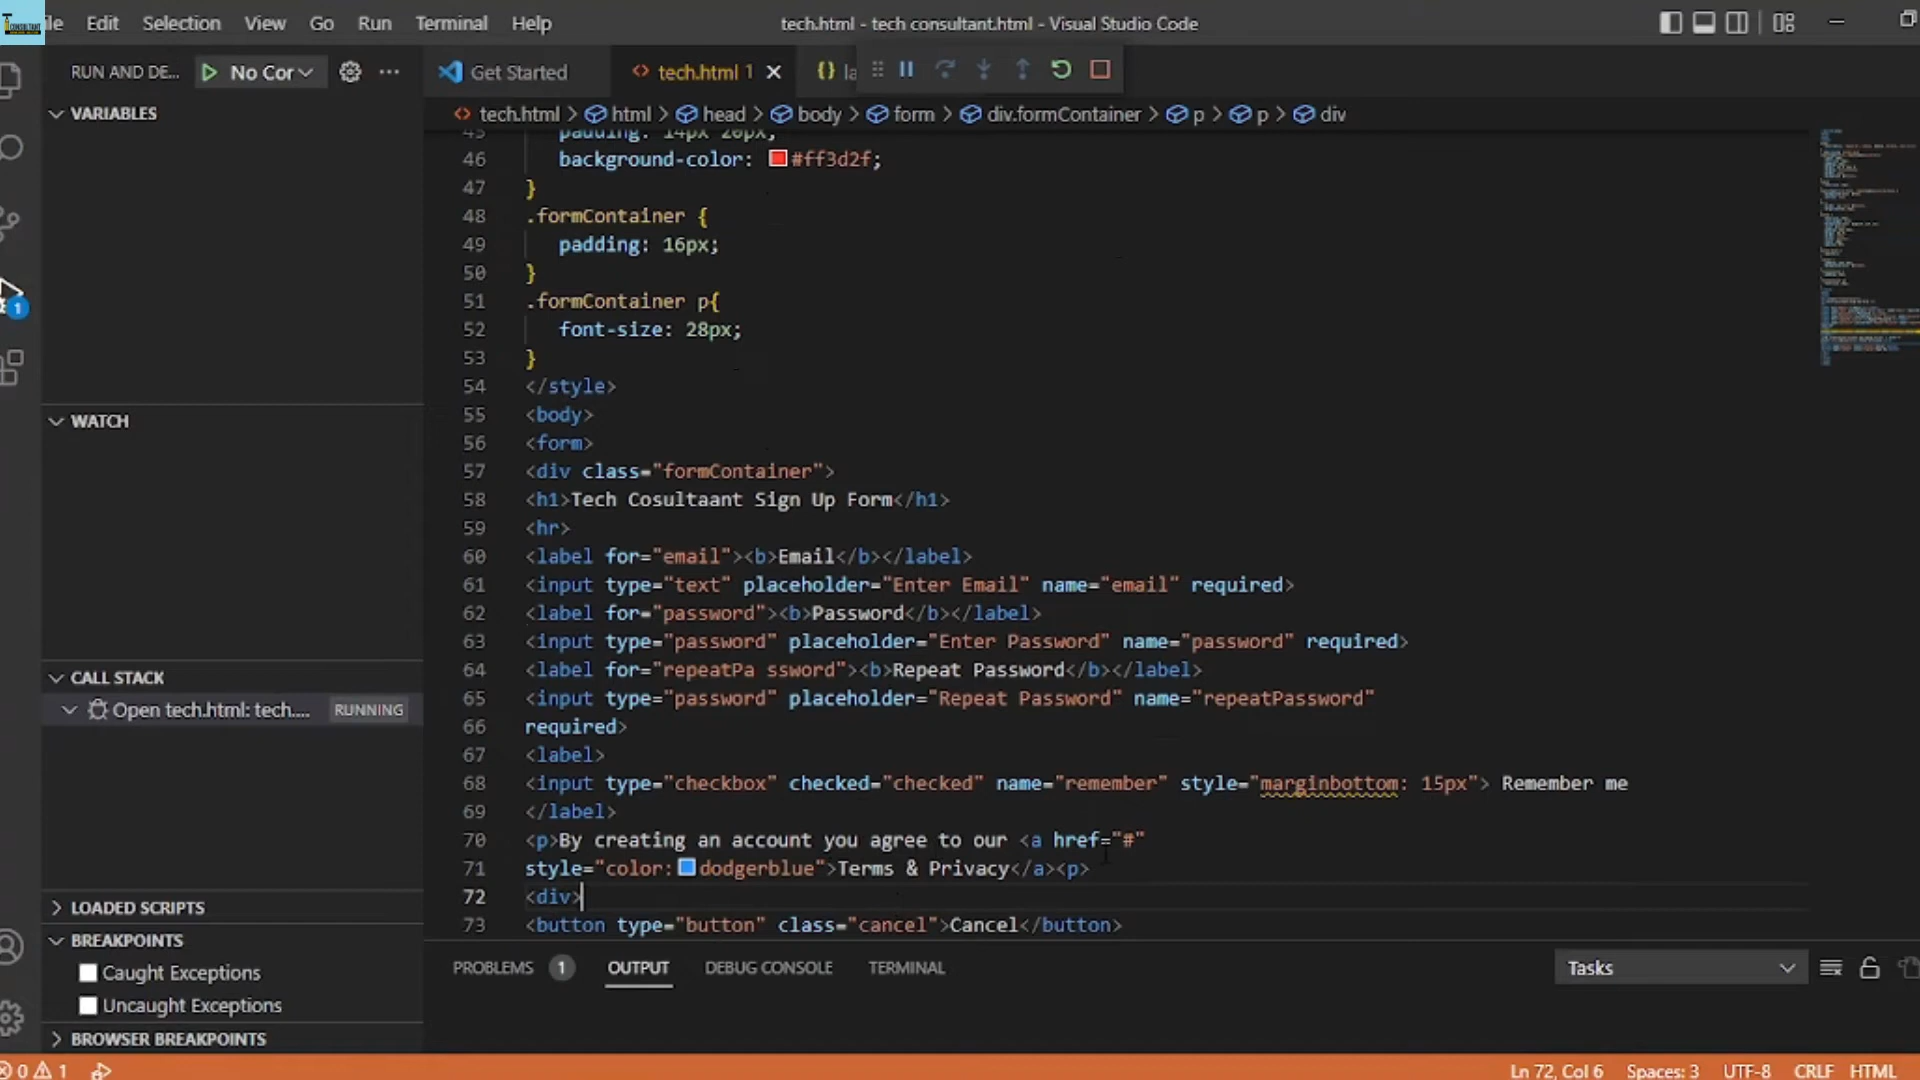 CONSULTANT
ile Edit Selection View Go Run Terminal Help
tech.html - tech consultant.html - Visual Studio Code
RUN AND DE... No Cor
Get Started
tech.html 1
la
tech.html > html > head > body > form > div.formContainer > p > p > div
VARIABLES
WATCH
CALL STACK
Open tech.html: tech.... RUNNING
LOADED SCRIPTS
BREAKPOINTS
Caught Exceptions
Uncaught Exceptions
BROWSER BREAKPOINTS
1
45 padding: 14px 20px;
46 background-color: #ff3d2f;
47 }
48 .formContainer {
49 padding: 16px;
50 }
51 .formContainer p{
52 font-size: 28px;
53 }
54 </style>
55 <body>
56 <form>
57 <div class="formContainer">
58 <h1>Tech Cosultaant Sign Up Form</h1>
59 <hr>
60 <label for="email"><b>Email</b></label>
61 <input type="text" placeholder="Enter Email" name="email" required>
62 <label for="password"><b>Password</b></label>
63 <input type="password" placeholder="Enter Password" name="password" required>
64 <label for="repeatPa ssword"><b>Repeat Password</b></label>
65 <input type="password" placeholder="Repeat Password" name="repeatPassword"
66 required>
67 <label>
68 <input type="checkbox" checked="checked" name="remember" style="marginbottom: 15px"> Remember me
69 </label>
70 <p>By creating an account you agree to our <a href="#"
71 style="color:dodgerblue">Terms & Privacy</a><p>
72 <div>
73 <button type="button" class="cancel">Cancel</button>
PROBLEMS 1 OUTPUT DEBUG CONSOLE TERMINAL
Tasks
0 1
Ln 72, Col 6 Spaces: 3 UTF-8 CRLF HTML